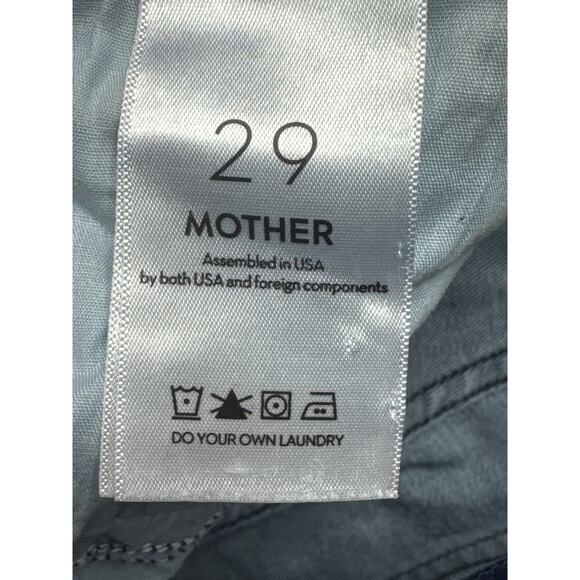 29
MOTHER
Assembled in USA
by both USA and foreign components
DO YOUR OWN LAUNDRY